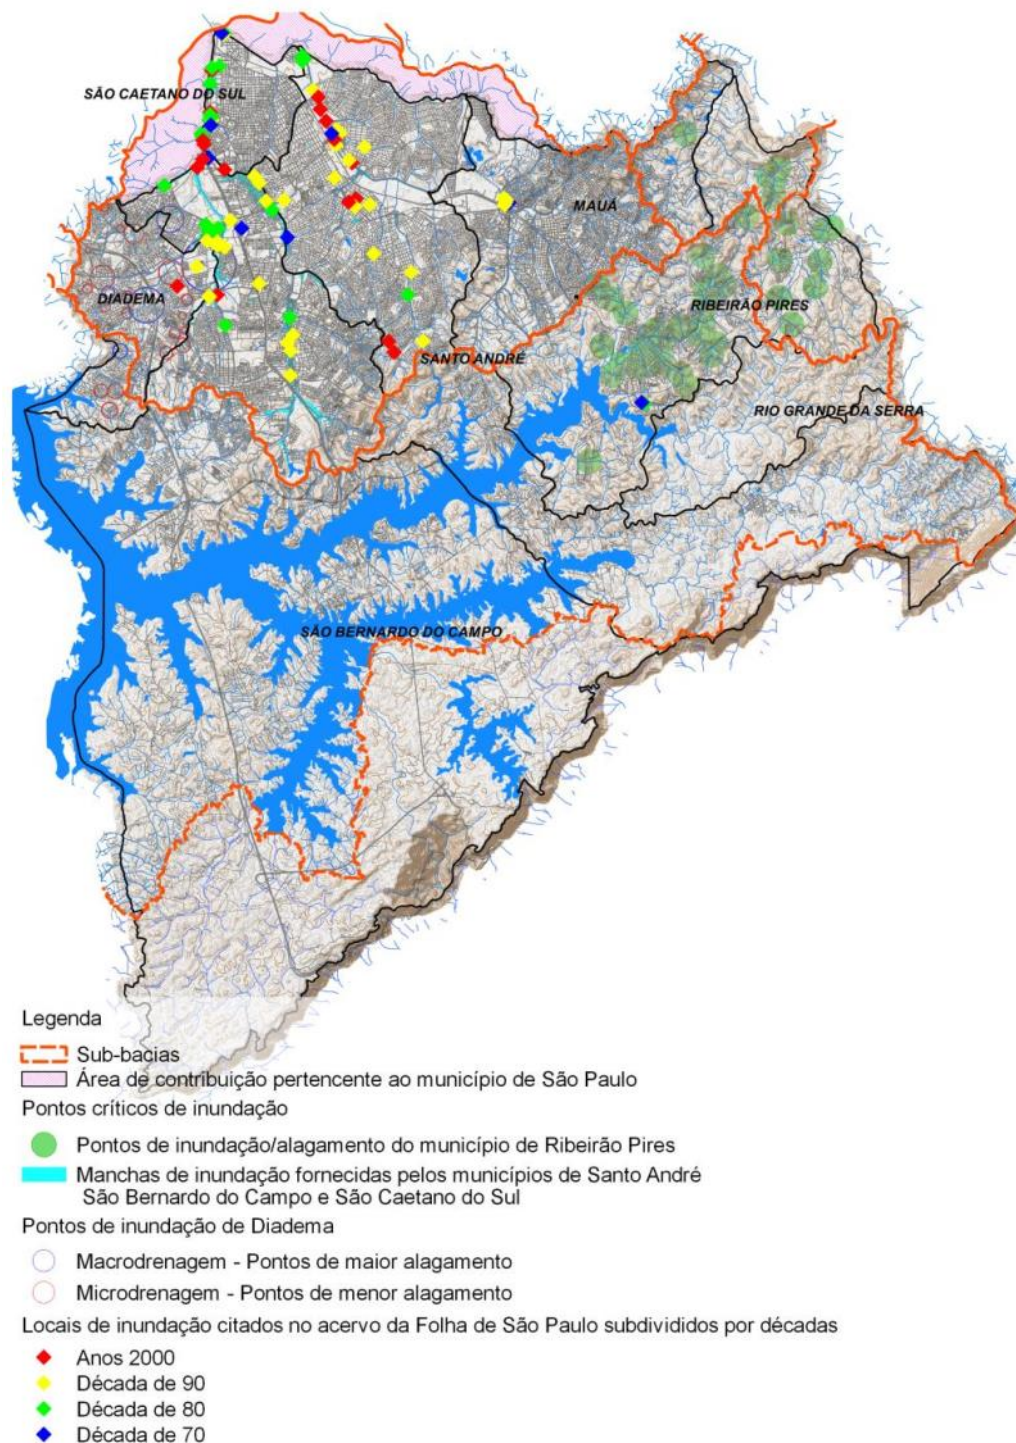 SÃO CAETANO DO SUL
MAUÁ
DIADEMA
RIBEIRÃO PIRES
SANTO ANDRÉ
RIO GRANDE DA SERRA
SÃO BERNARDO DO CAMPO
Legenda
Sub-bacias
Área de contribuição pertencente ao município de São Paulo
Pontos críticos de inundação
Pontos de inundação/alagamento do município de Ribeirão Pires
Manchas de inundação fornecidas pelos municípios de Santo André
São Bernardo do Campo e São Caetano do Sul
Pontos de inundação de Diadema
Macrodrenagem - Pontos de maior alagamento
Microdrenagem - Pontos de menor alagamento
Locais de inundação citados no acervo da Folha de São Paulo subdivididos por décadas
Anos 2000
Década de 90
Década de 80
Década de 70